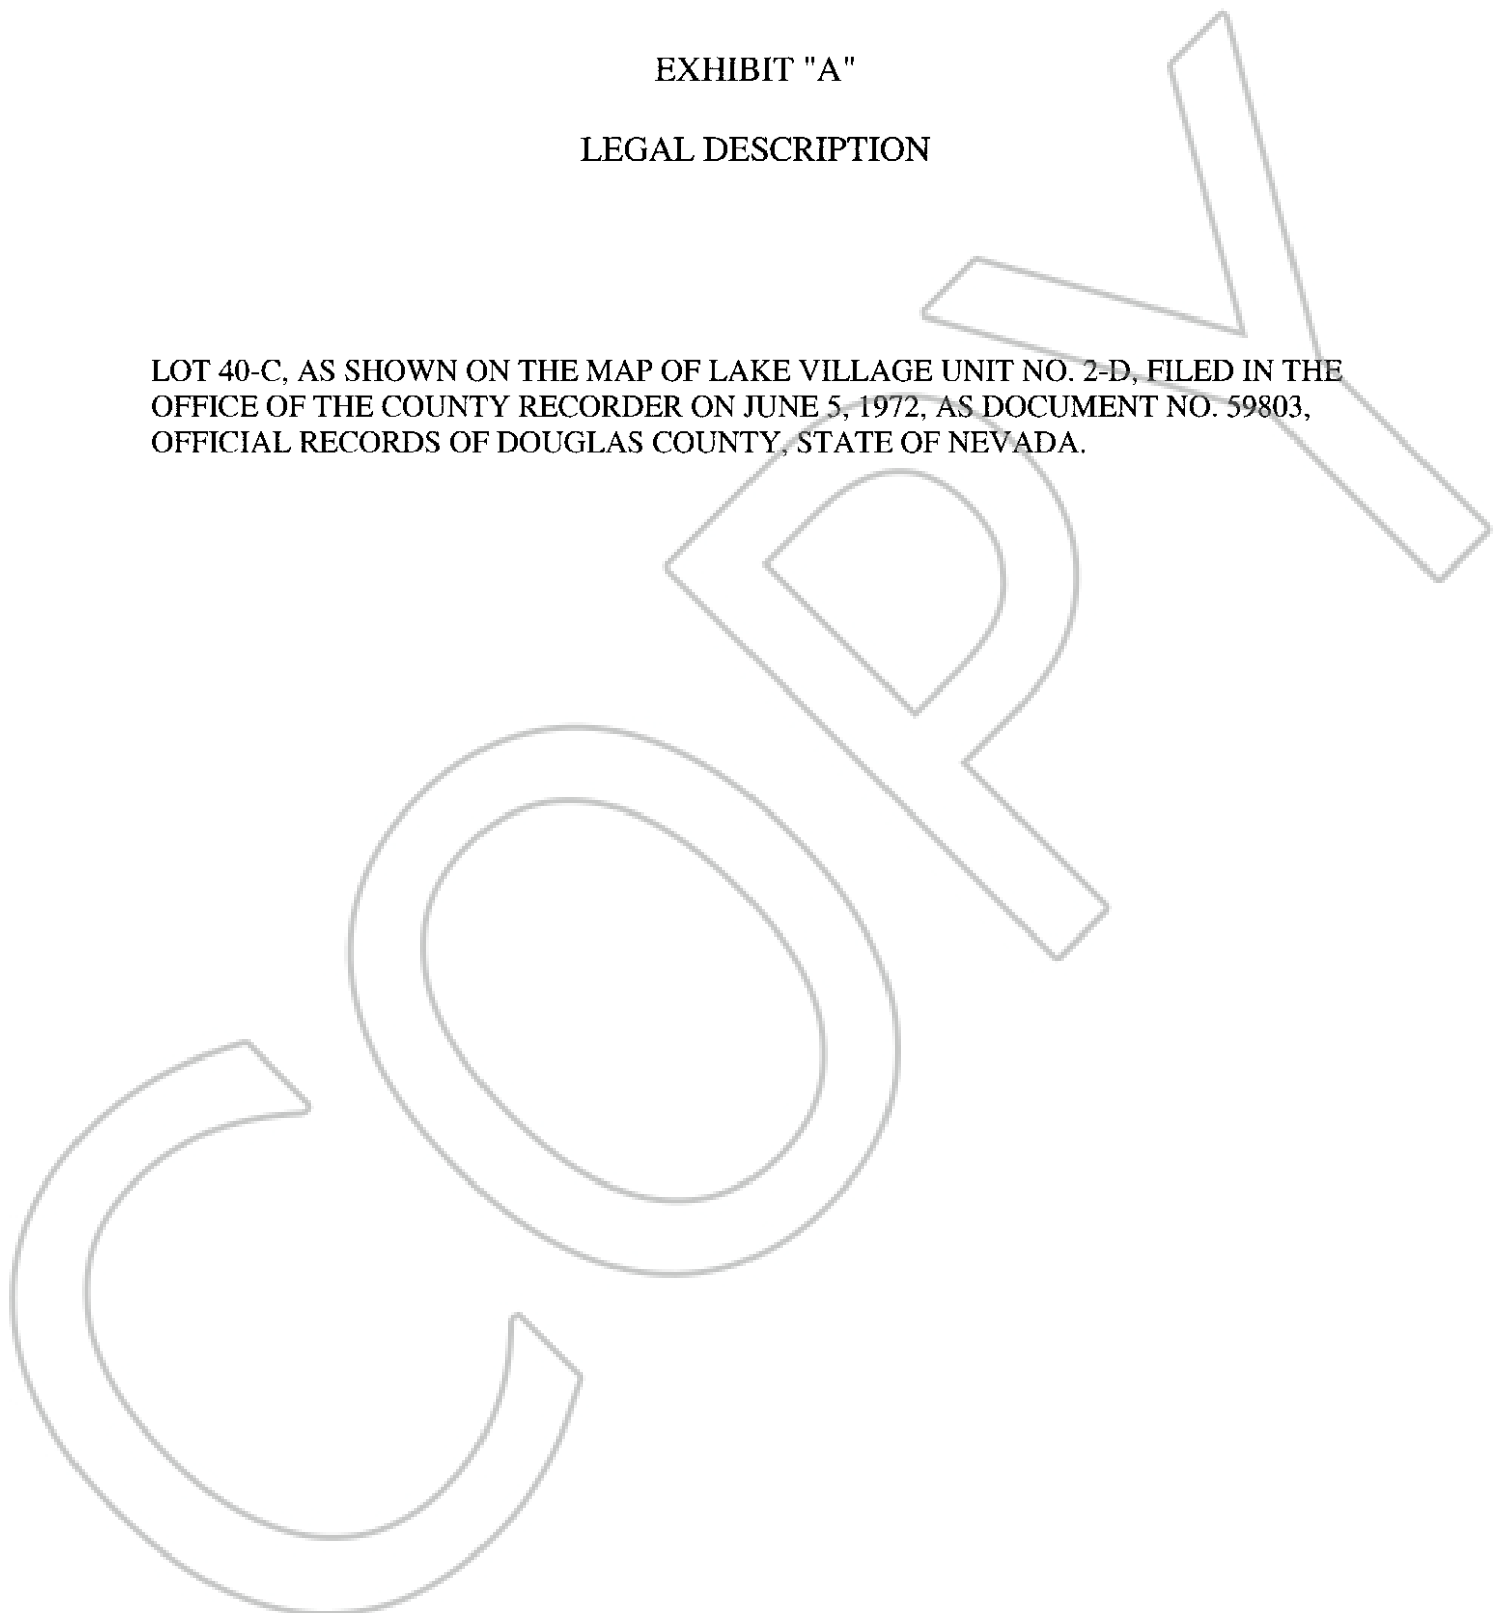 EXHIBIT "A"
LEGAL DESCRIPTION
LOT 40-C, AS SHOWN ON THE MAP OF LAKE VILLAGE UNIT NO. 2-D, FILED IN THE
OFFICE OF THE COUNTY RECORDER ON JUNE 5, 1972, AS DOCUMENT NO. 59803,
OFFICIAL RECORDS OF DOUGLAS COUNTY, STATE OF NEVADA.
COPY